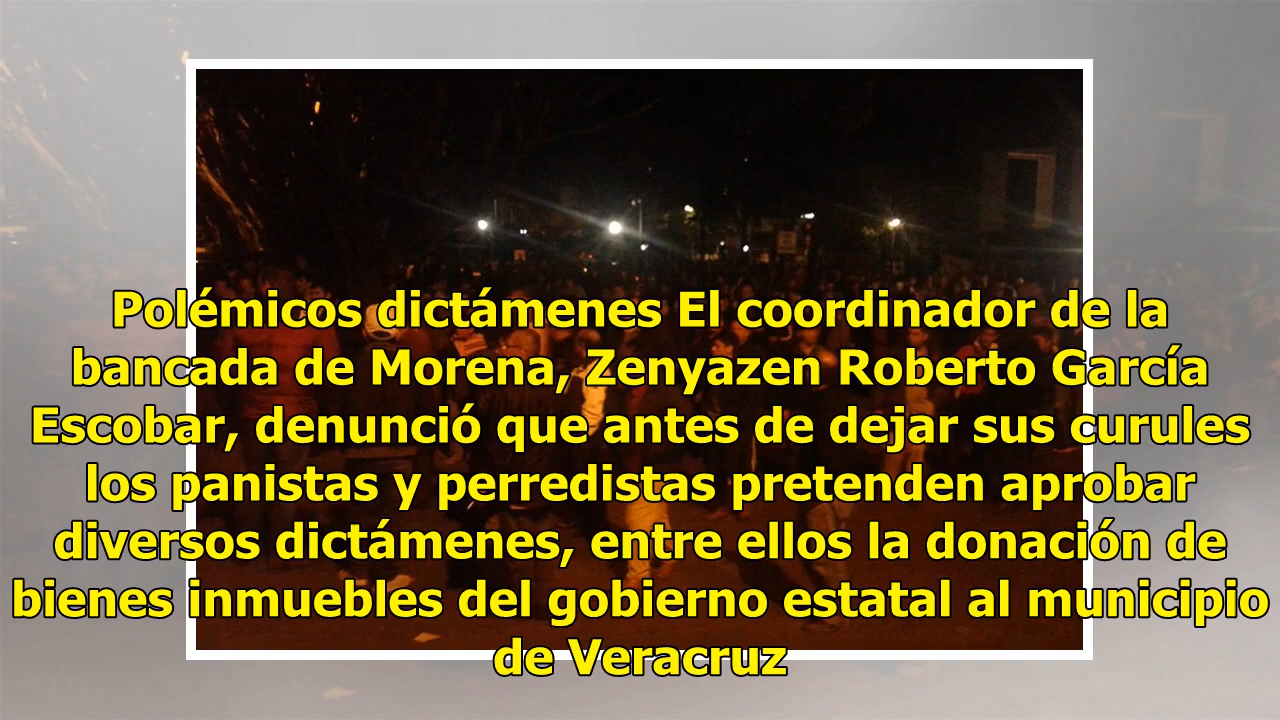 Polémicos dictámenes El coordinador de la
bancada de Morena, Zenyazen Roberto García
Escobar, denunció que antes de dejar sus curules
los panistas y perredistas pretenden aprobar
diversos dictámenes, entre ellos la donación de
bienes inmuebles del gobierno estatal al municipio
de Veracruz